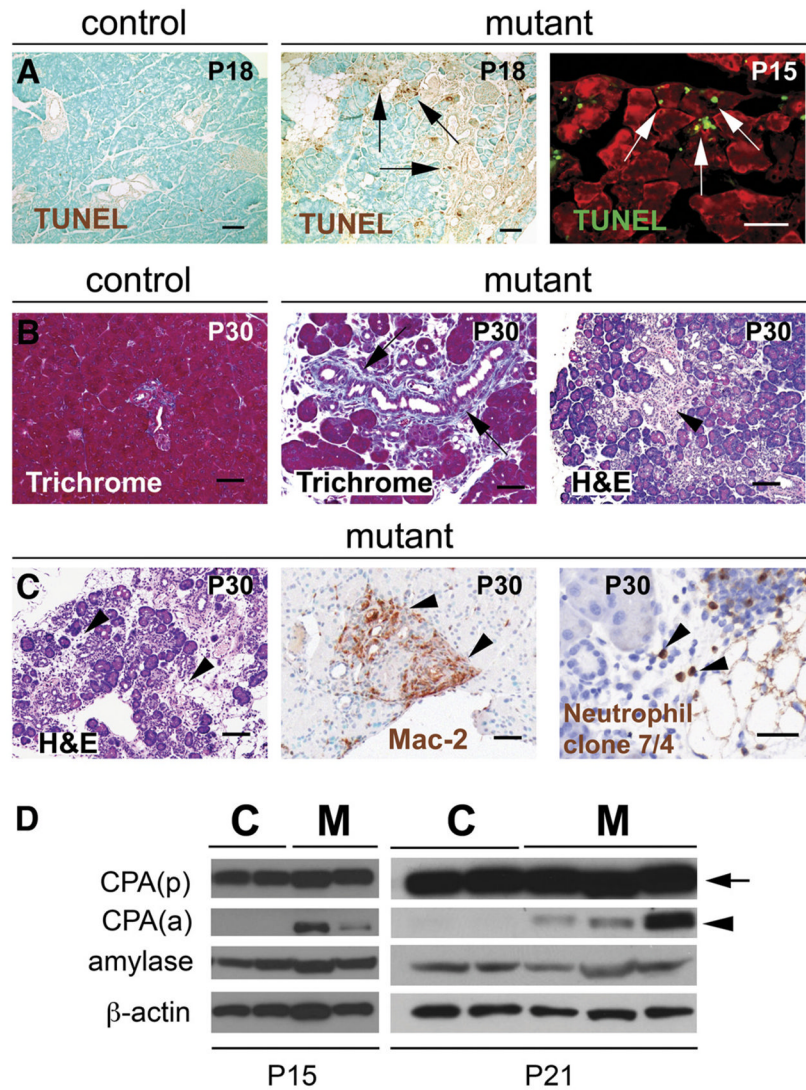 control mutant
A P18 P18 P15
TUNEL TUNEL TUNEL
control mutant
B P30 P30 P30
Trichrome Trichrome H&E
mutant
C P30 P30 P30
H&E Mac-2 Neutrophil
clone 7/4
D C M C M
CPA(p)
CPA(a)
amylase
β-actin
P15 P21